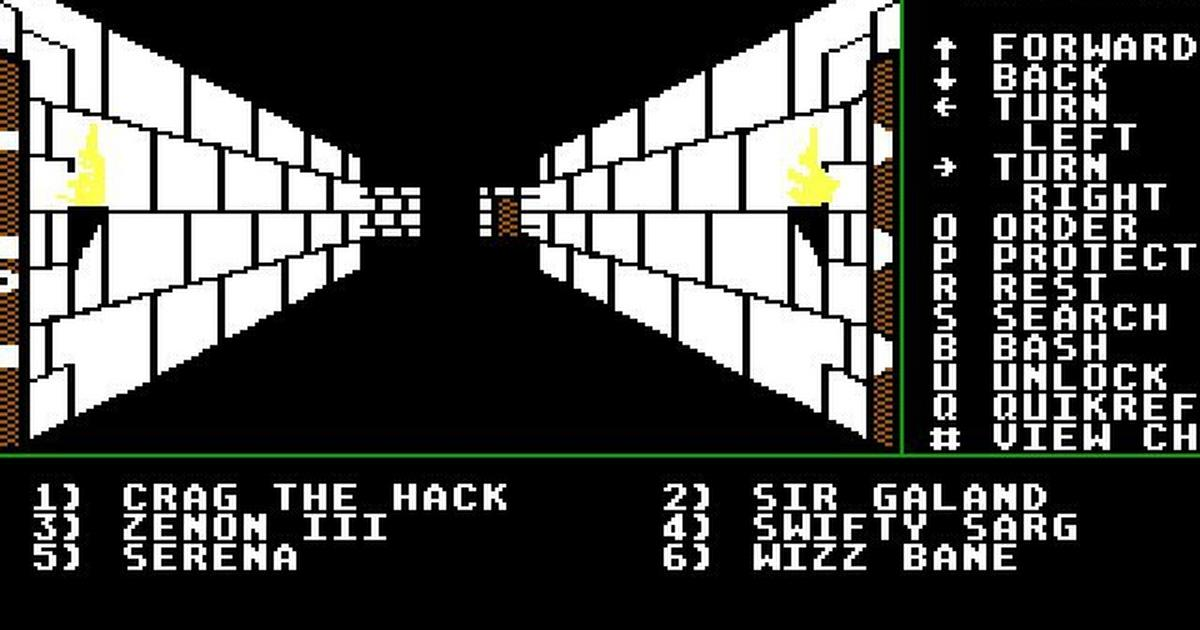 ↑ FORWARD
↓ BACK
← TURN
LEFT
→ TURN
RIGHT
O ORDER
P PROTECT
R REST
S SEARCH
B BASH
U UNLOCK
Q QUIKREF
# VIEW CH
1) CRAG THE HACK 2) SIR GALAND
3) ZENON III 4) SWIFTY SARG
5) SERENA 6) WIZZ BANE